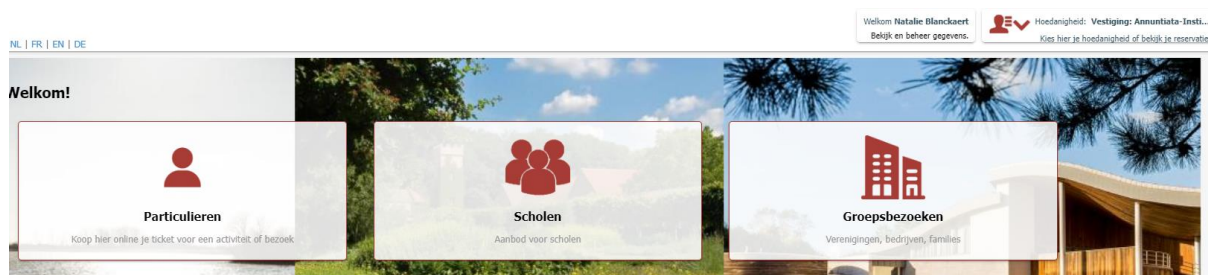 Welkom Natalie Blanckaert
Bekijk en beheer gegevens.
Hoedanigheid: Vestiging: Annuntiata-Insti...
Kies hier je hoedanigheid of bekijk je reservatie
NL | FR | EN | DE
Welkom!
Particulieren
Koop hier online je ticket voor een activiteit of bezoek
Scholen
Aanbod voor scholen
Groepsbezoeken
Verenigingen, bedrijven, families